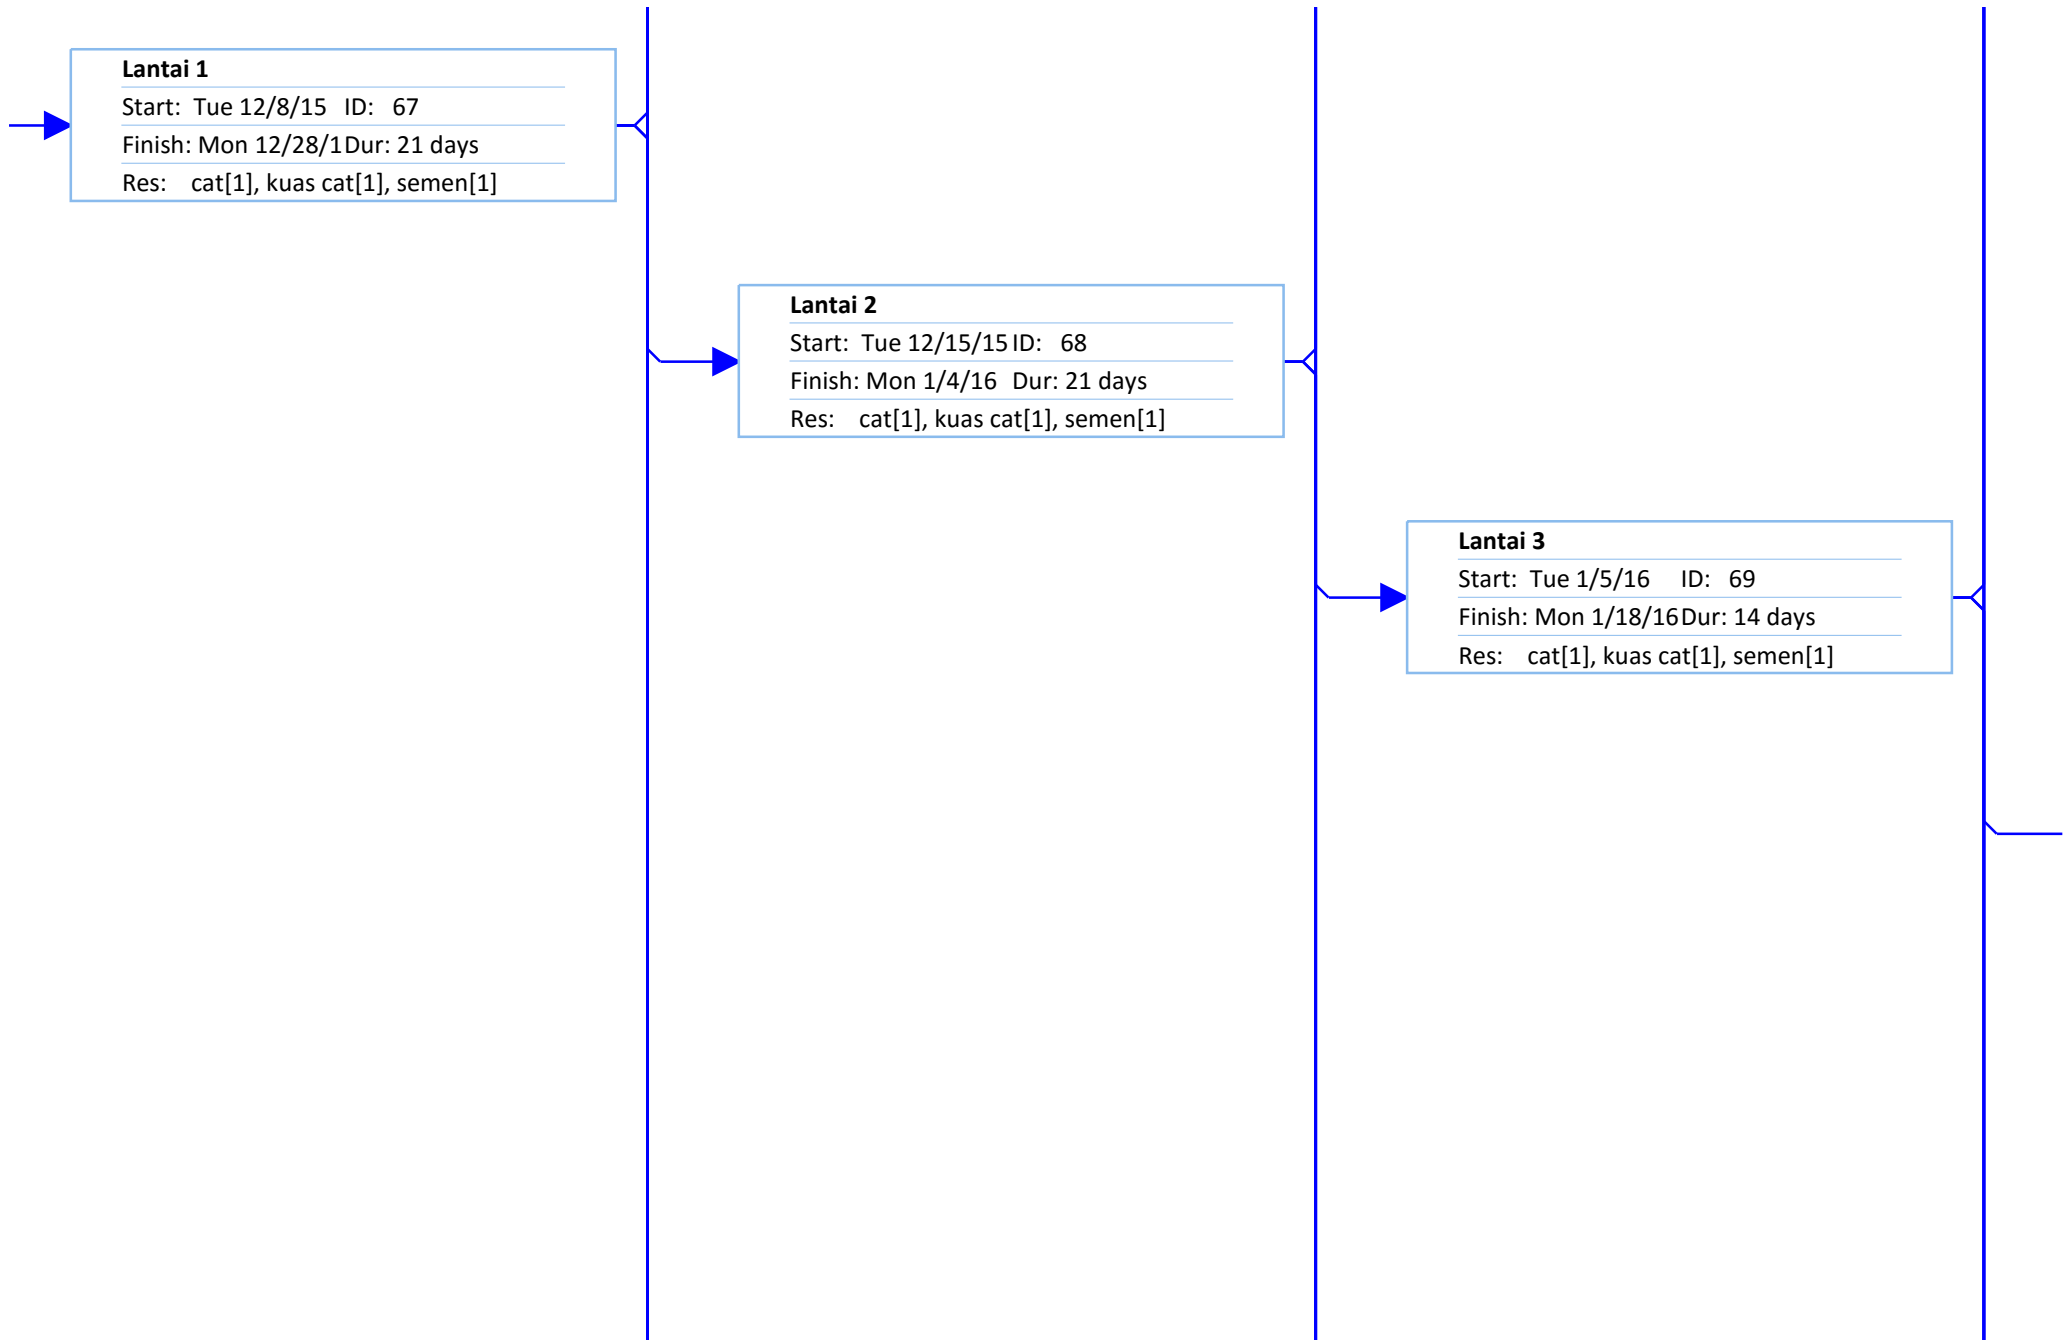 Lantai 1
Start: Tue 12/8/15 ID: 67
Finish: Mon 12/28/1 Dur: 21 days
Res: cat[1], kuas cat[1], semen[1]
Lantai 2
Start: Tue 12/15/15 ID: 68
Finish: Mon 1/4/16 Dur: 21 days
Res: cat[1], kuas cat[1], semen[1]
Lantai 3
Start: Tue 1/5/16 ID: 69
Finish: Mon 1/18/16 Dur: 14 days
Res: cat[1], kuas cat[1], semen[1]